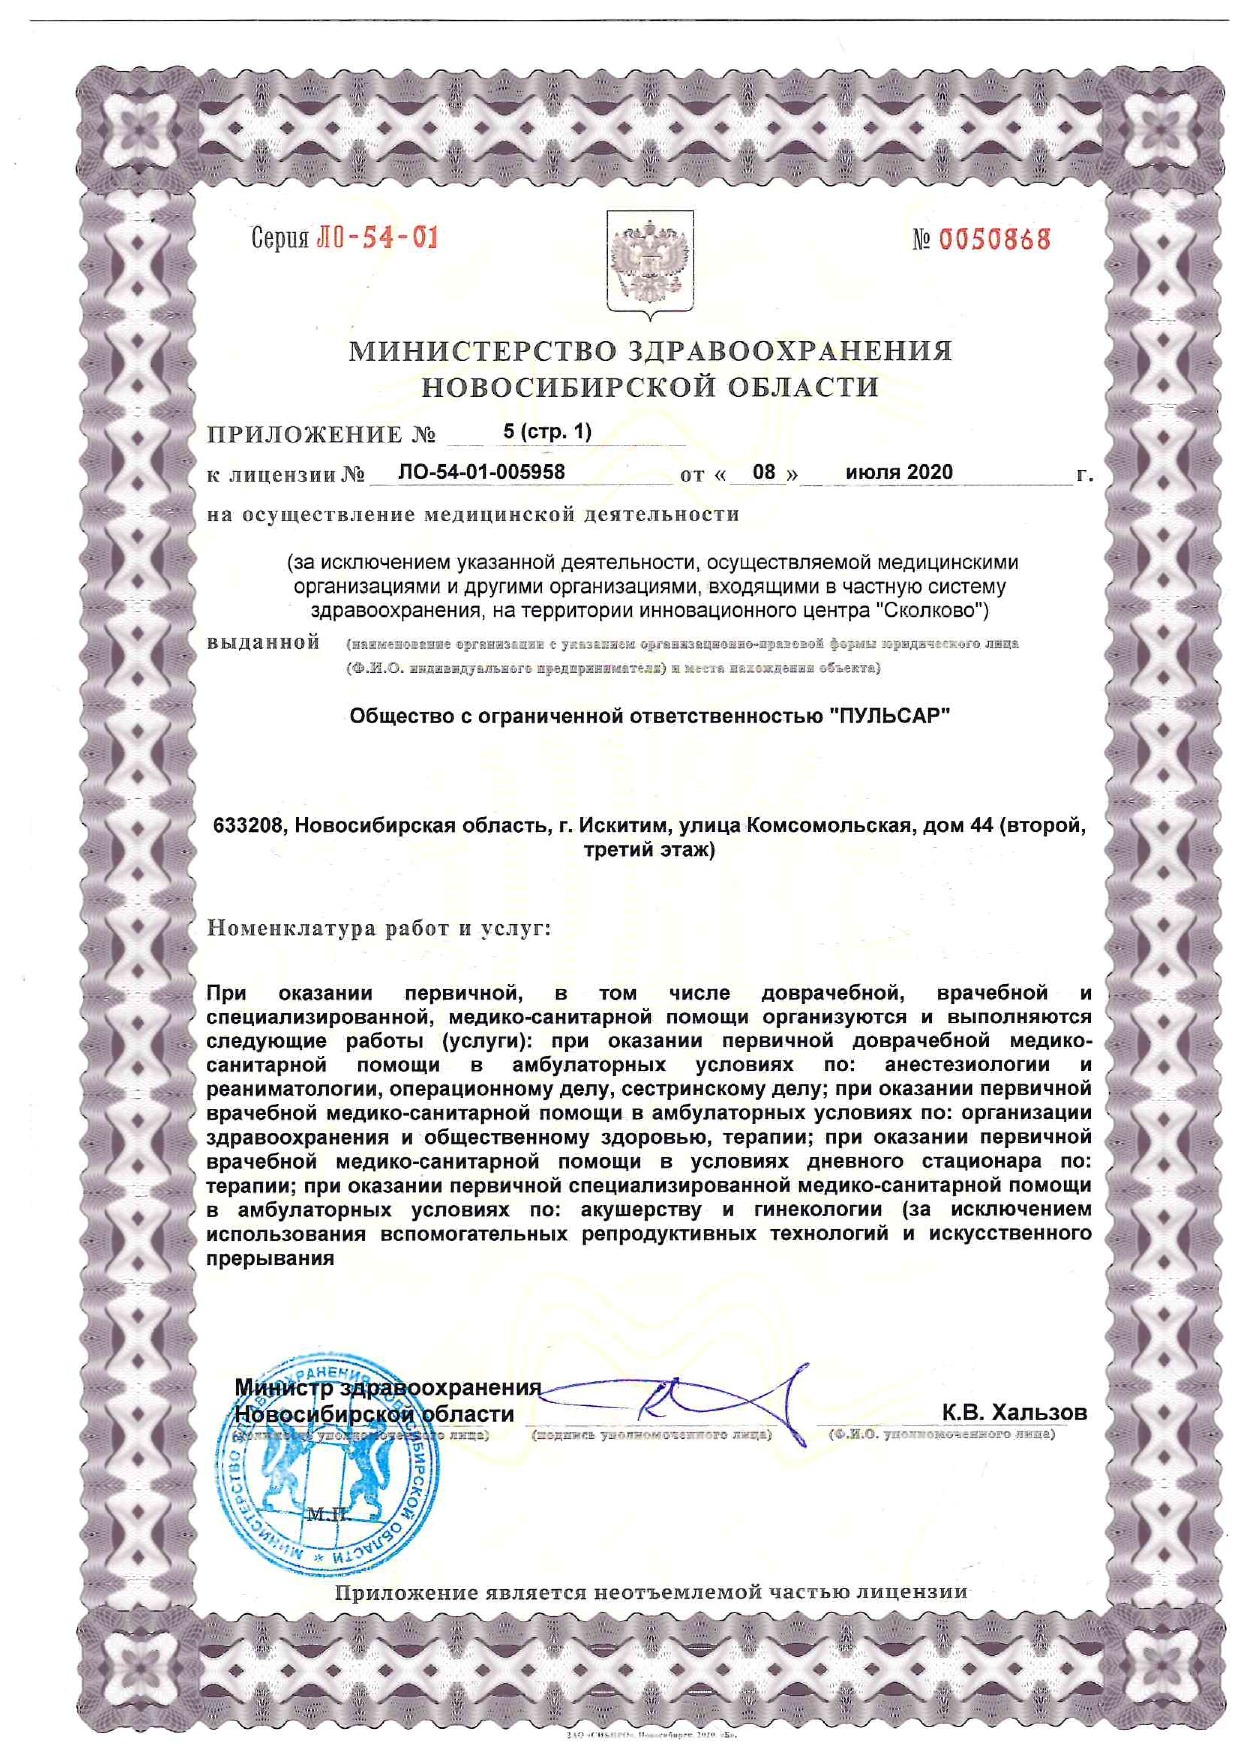 Серия ЛО-54-01
№ 0050868
МИНИСТЕРСТВО ЗДРАВООХРАНЕНИЯ
НОВОСИБИРСКОЙ ОБЛАСТИ
ПРИЛОЖЕНИЕ № 5 (стр. 1)
к лицензии № ЛО-54-01-005958 от « 08 » июля 2020 г.
на осуществление медицинской деятельности
(за исключением указанной деятельности, осуществляемой медицинскими
организациями и другими организациями, входящими в частную систему
здравоохранения, на территории инновационного центра "Сколково")
выданной (наименование организации с указанием организационно-правовой формы юридического лица
(Ф.И.О. индивидуального предпринимателя) и места нахождения объекта)
Общество с ограниченной ответственностью "ПУЛЬСАР"
633208, Новосибирская область, г. Искитим, улица Комсомольская, дом 44 (второй,
третий этаж)
Номенклатура работ и услуг:
При оказании первичной, в том числе доврачебной, врачебной и
специализированной, медико-санитарной помощи организуются и выполняются
следующие работы (услуги): при оказании первичной доврачебной медико-
санитарной помощи в амбулаторных условиях по: анестезиологии и
реаниматологии, операционному делу, сестринскому делу; при оказании первичной
врачебной медико-санитарной помощи в амбулаторных условиях по: организации
здравоохранения и общественному здоровью, терапии; при оказании первичной
врачебной медико-санитарной помощи в условиях дневного стационара по:
терапии; при оказании первичной специализированной медико-санитарной помощи
в амбулаторных условиях по: акушерству и гинекологии (за исключением
использования вспомогательных репродуктивных технологий и искусственного
прерывания
Министр здравоохранения
Новосибирской области К.В. Хальзов
(должность уполномоченного лица) (подпись уполномоченного лица) (Ф.И.О. уполномоченного лица)
МИНИСТЕРСТВО ЗДРАВООХРАНЕНИЯ НОВОСИБИРСКОЙ ОБЛАСТИ *
М.П.
Приложение является неотъемлемой частью лицензии